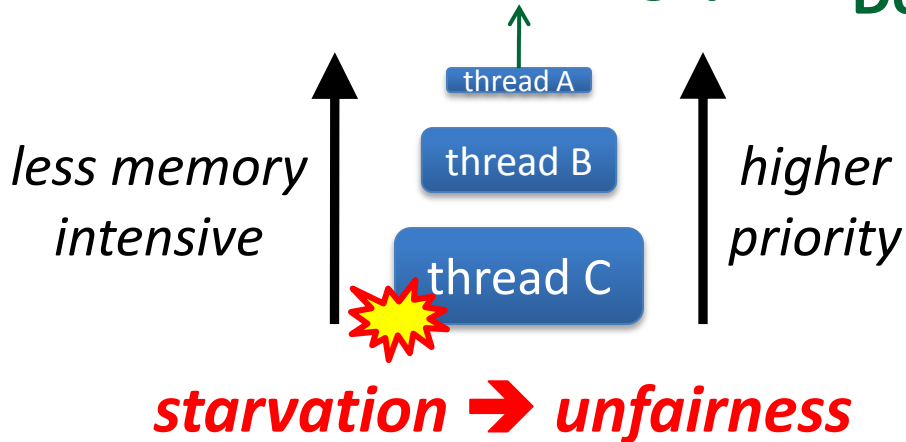 thread A
less memory
intensive
thread B
higher
priority
thread C
starvation ➔ unfairness